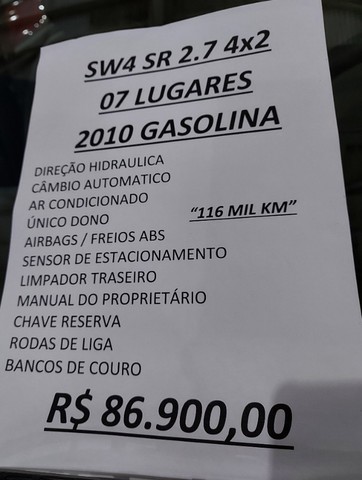 SW4 SR 2.7 4x2
07 LUGARES
2010 GASOLINA
DIREÇÃO HIDRAULICA
CÂMBIO AUTOMATICO
AR CONDICIONADO
ÚNICO DONO
“116 MIL KM”
AIRBAGS / FREIOS ABS
SENSOR DE ESTACIONAMENTO
LIMPADOR TRASEIRO
MANUAL DO PROPRIETÁRIO
CHAVE RESERVA
RODAS DE LIGA
BANCOS DE COURO
R$ 86.900,00